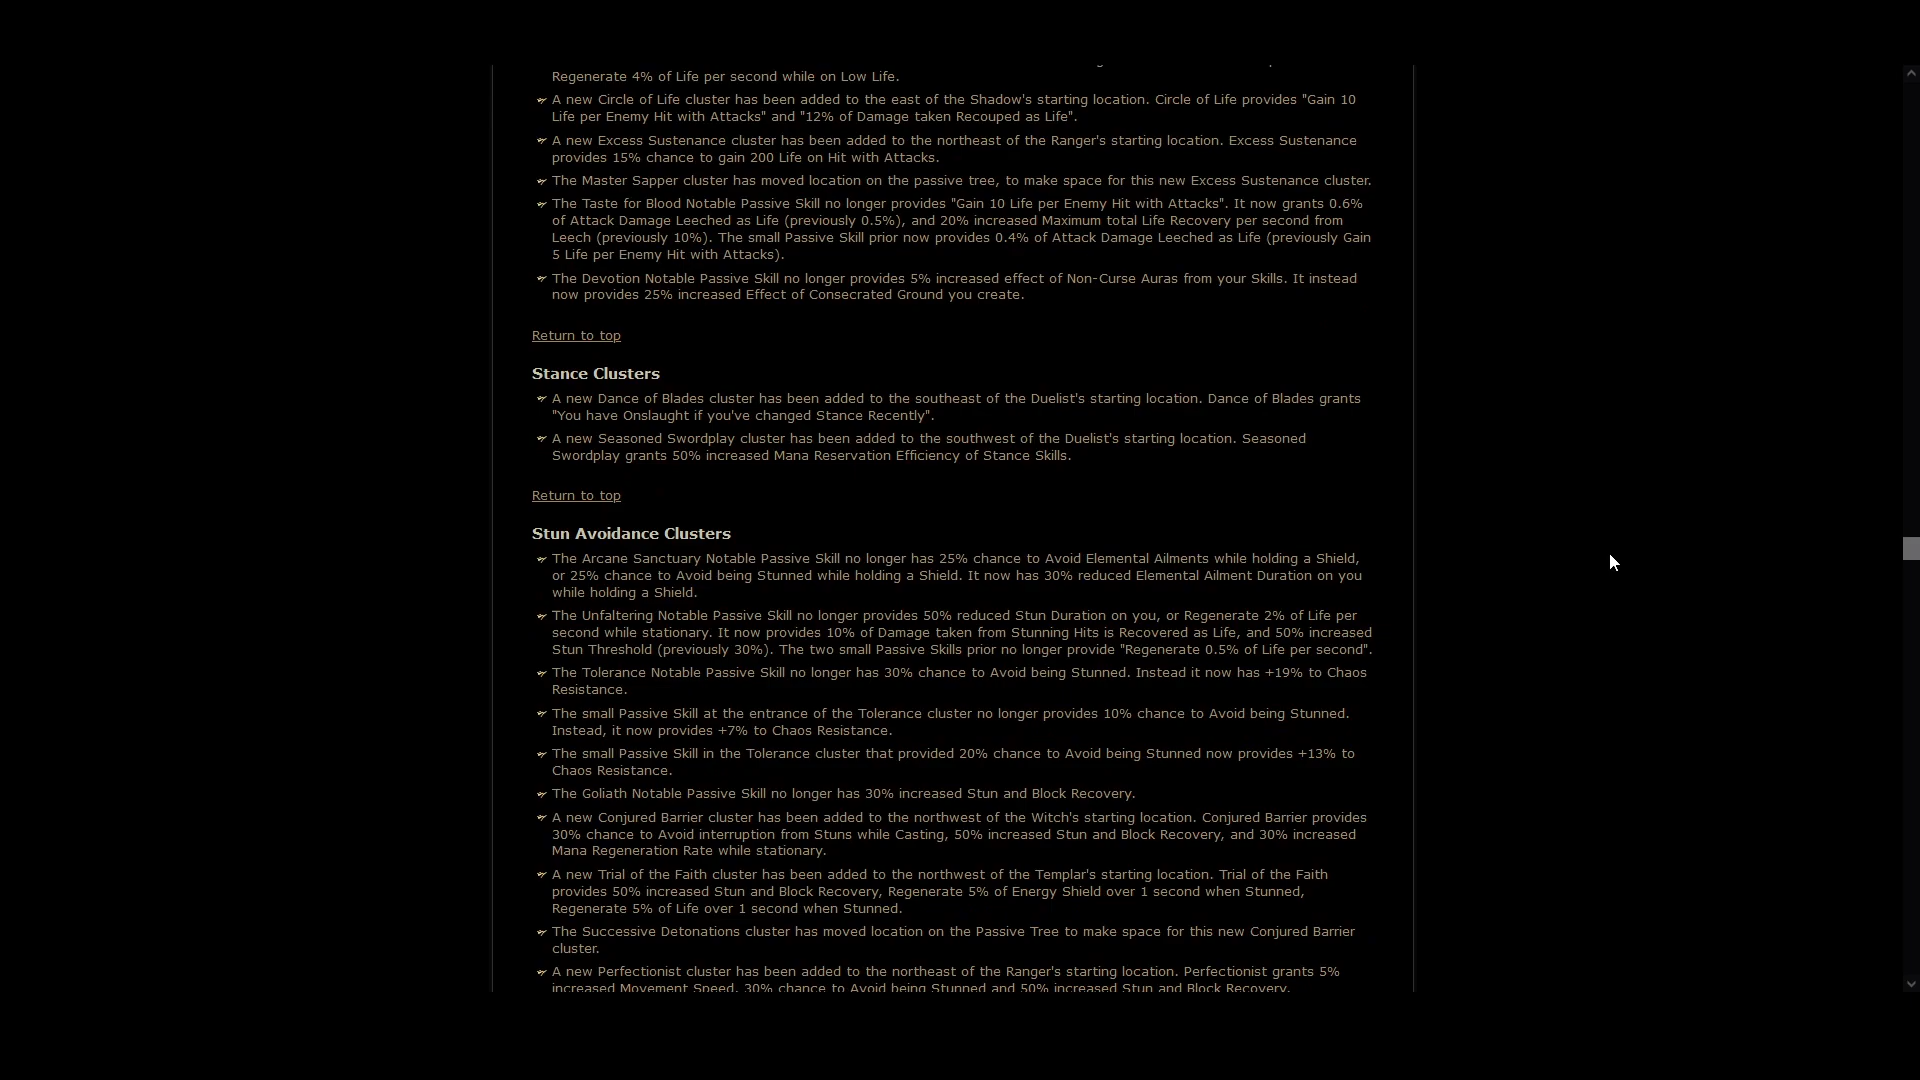 Regenerate 4% of Life per second while on Low Life.
A new Circle of Life cluster has been added to the east of the Shadow's starting location. Circle of Life provides "Gain 10
Life per Enemy Hit with Attacks" and "12% of Damage taken Recouped as Life".
A new Excess Sustenance cluster has been added to the northeast of the Ranger's starting location. Excess Sustenance
provides 15% chance to gain 200 Life on Hit with Attacks.
The Master Sapper cluster has moved location on the passive tree, to make space for this new Excess Sustenance cluster.
The Taste for Blood Notable Passive Skill no longer provides "Gain 10 Life per Enemy Hit with Attacks". It now grants 0.6%
of Attack Damage Leeched as Life (previously 0.5%), and 20% increased Maximum total Life Recovery per second from
Leech (previously 10%). The small Passive Skill prior now provides 0.4% of Attack Damage Leeched as Life (previously Gain
5 Life per Enemy Hit with Attacks).
The Devotion Notable Passive Skill no longer provides 5% increased effect of Non-Curse Auras from your Skills. It instead
now provides 25% increased Effect of Consecrated Ground you create.
Return to top
Stance Clusters
A new Dance of Blades cluster has been added to the southeast of the Duelist's starting location. Dance of Blades grants
"You have Onslaught if you've changed Stance Recently".
A new Seasoned Swordplay cluster has been added to the southwest of the Duelist's starting location. Seasoned
Swordplay grants 50% increased Mana Reservation Efficiency of Stance Skills.
Return to top
Stun Avoidance Clusters
The Arcane Sanctuary Notable Passive Skill no longer has 25% chance to Avoid Elemental Ailments while holding a Shield,
or 25% chance to Avoid being Stunned while holding a Shield. It now has 30% reduced Elemental Ailment Duration on you
while holding a Shield.
The Unfaltering Notable Passive Skill no longer provides 50% reduced Stun Duration on you, or Regenerate 2% of Life per
second while stationary. It now provides 10% of Damage taken from Stunning Hits is Recovered as Life, and 50% increased
Stun Threshold (previously 30%). The two small Passive Skills prior no longer provide "Regenerate 0.5% of Life per second".
The Tolerance Notable Passive Skill no longer has 30% chance to Avoid being Stunned. Instead it now has +19% to Chaos
Resistance.
The small Passive Skill at the entrance of the Tolerance cluster no longer provides 10% chance to Avoid being Stunned.
Instead, it now provides +7% to Chaos Resistance.
The small Passive Skill in the Tolerance cluster that provided 20% chance to Avoid being Stunned now provides +13% to
Chaos Resistance.
The Goliath Notable Passive Skill no longer has 30% increased Stun and Block Recovery.
A new Conjured Barrier cluster has been added to the northwest of the Witch's starting location. Conjured Barrier provides
30% chance to Avoid interruption from Stuns while Casting, 50% increased Stun and Block Recovery, and 30% increased
Mana Regeneration Rate while stationary.
A new Trial of the Faith cluster has been added to the northwest of the Templar's starting location. Trial of the Faith
provides 50% increased Stun and Block Recovery, Regenerate 5% of Energy Shield over 1 second when Stunned,
Regenerate 5% of Life over 1 second when Stunned.
The Successive Detonations cluster has moved location on the Passive Tree to make space for this new Conjured Barrier
cluster.
A new Perfectionist cluster has been added to the northeast of the Ranger's starting location. Perfectionist grants 5%
increased Movement Speed, 30% chance to Avoid being Stunned and 50% increased Stun and Block Recovery.